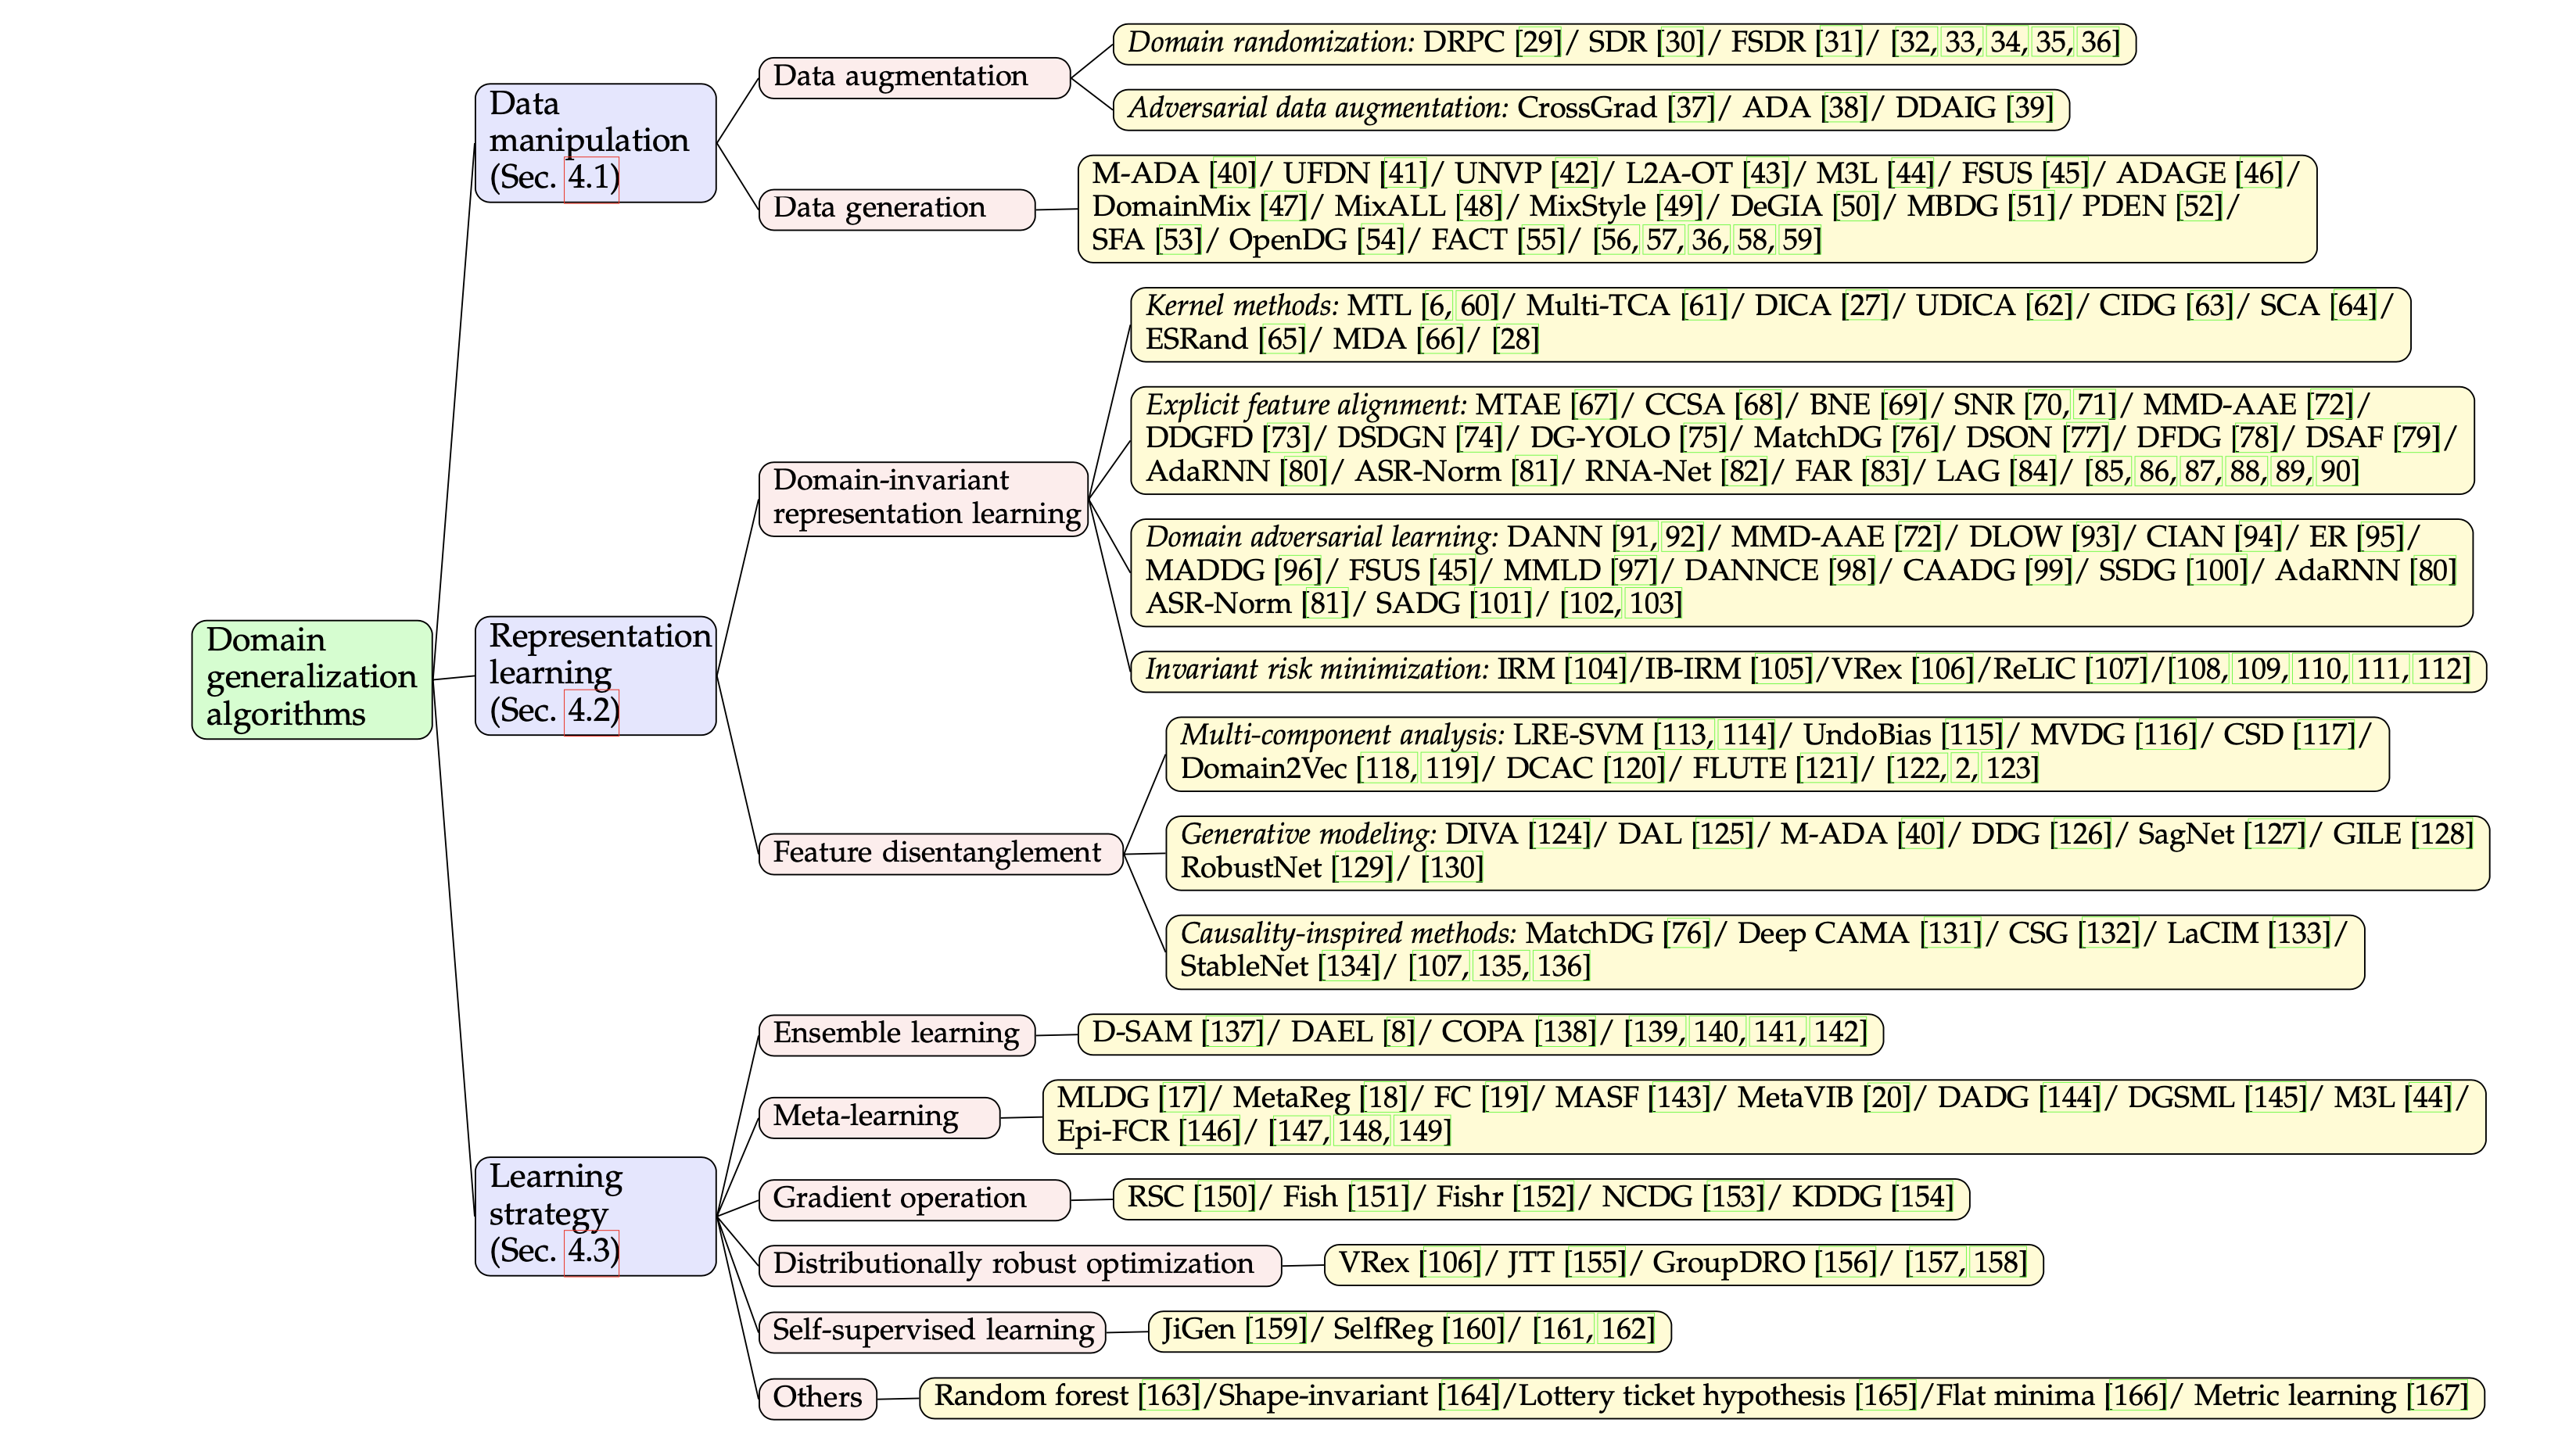 Domain
generalization
algorithms
Data
manipulation
(Sec. 4.1)
Data augmentation
Domain randomization: DRPC [29]/ SDR [30]/ FSDR [31]/ [32, 33, 34, 35, 36]
Adversarial data augmentation: CrossGrad [37]/ ADA [38]/ DDAIG [39]
Data generation
M-ADA [40]/ UFDN [41]/ UNVP [42]/ L2A-OT [43]/ M3L [44]/ FSUS [45]/ ADAGE [46]/
DomainMix [47]/ MixALL [48]/ MixStyle [49]/ DeGIA [50]/ MBDG [51]/ PDEN [52]/
SFA [53]/ OpenDG [54]/ FACT [55]/ [56, 57, 36, 58, 59]
Representation
learning
(Sec. 4.2)
Domain-invariant
representation learning
Kernel methods: MTL [6, 60]/ Multi-TCA [61]/ DICA [27]/ UDICA [62]/ CIDG [63]/ SCA [64]/
ESRand [65]/ MDA [66]/ [28]
Explicit feature alignment: MTAE [67]/ CCSA [68]/ BNE [69]/ SNR [70, 71]/ MMD-AAE [72]/
DDGFD [73]/ DSDGN [74]/ DG-YOLO [75]/ MatchDG [76]/ DSON [77]/ DFDG [78]/ DSAF [79]/
AdaRNN [80]/ ASR-Norm [81]/ RNA-Net [82]/ FAR [83]/ LAG [84]/ [85, 86, 87, 88, 89, 90]
Domain adversarial learning: DANN [91, 92]/ MMD-AAE [72]/ DLOW [93]/ CIAN [94]/ ER [95]/
MADDG [96]/ FSUS [45]/ MMLD [97]/ DANNCE [98]/ CAADG [99]/ SSDG [100]/ AdaRNN [80]
ASR-Norm [81]/ SADG [101]/ [102, 103]
Invariant risk minimization: IRM [104]/IB-IRM [105]/VRex [106]/ReLIC [107]/[108, 109, 110, 111, 112]
Feature disentanglement
Multi-component analysis: LRE-SVM [113, 114]/ UndoBias [115]/ MVDG [116]/ CSD [117]/
Domain2Vec [118, 119]/ DCAC [120]/ FLUTE [121]/ [122, 2, 123]
Generative modeling: DIVA [124]/ DAL [125]/ M-ADA [40]/ DDG [126]/ SagNet [127]/ GILE [128]
RobustNet [129]/ [130]
Causality-inspired methods: MatchDG [76]/ Deep CAMA [131]/ CSG [132]/ LaCIM [133]/
StableNet [134]/ [107, 135, 136]
Learning
strategy
(Sec. 4.3)
Ensemble learning
D-SAM [137]/ DAEL [8]/ COPA [138]/ [139, 140, 141, 142]
Meta-learning
MLDG [17]/ MetaReg [18]/ FC [19]/ MASF [143]/ MetaVIB [20]/ DADG [144]/ DGSML [145]/ M3L [44]/
Epi-FCR [146]/ [147, 148, 149]
Gradient operation
RSC [150]/ Fish [151]/ Fishr [152]/ NCDG [153]/ KDDG [154]
Distributionally robust optimization
VRex [106]/ JTT [155]/ GroupDRO [156]/ [157, 158]
Self-supervised learning
JiGen [159]/ SelfReg [160]/ [161, 162]
Others
Random forest [163]/Shape-invariant [164]/Lottery ticket hypothesis [165]/Flat minima [166]/ Metric learning [167]